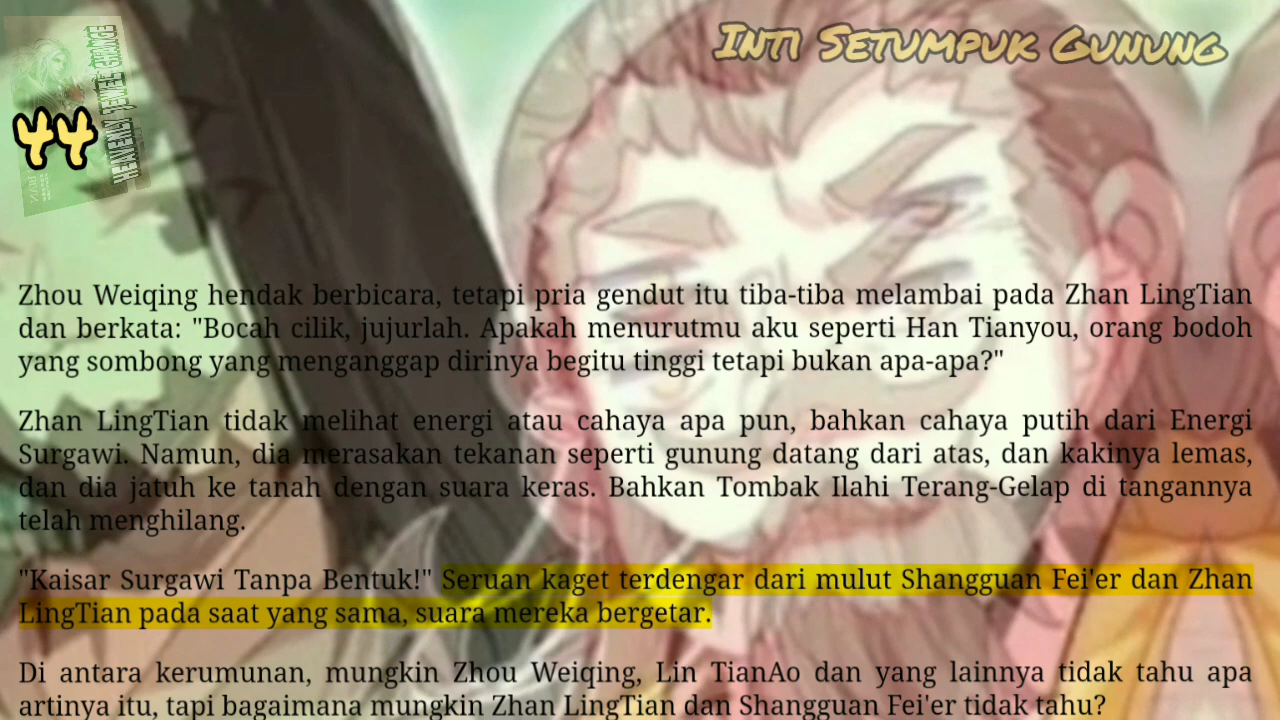 Inti Setumpuk Gunung
HEAVENLY JEWEL CHANGE
44
Zhou Weiqing hendak berbicara, tetapi pria gendut itu tiba-tiba melambai pada Zhan LingTian
dan berkata: "Bocah cilik, jujurlah. Apakah menurutmu aku seperti Han Tianyou, orang bodoh
yang sombong yang menganggap dirinya begitu tinggi tetapi bukan apa-apa?"
Zhan LingTian tidak melihat energi atau cahaya apa pun, bahkan cahaya putih dari Energi
Surgawi. Namun, dia merasakan tekanan seperti gunung datang dari atas, dan kakinya lemas,
dan dia jatuh ke tanah dengan suara keras. Bahkan Tombak Ilahi Terang-Gelap di tangannya
telah menghilang.
"Kaisar Surgawi Tanpa Bentuk!" Seruan kaget terdengar dari mulut Shangguan Fei'er dan Zhan
LingTian pada saat yang sama, suara mereka bergetar.
Di antara kerumunan, mungkin Zhou Weiqing, Lin TianAo dan yang lainnya tidak tahu apa
artinya itu, tapi bagaimana mungkin Zhan LingTian dan Shangguan Fei'er tidak tahu?